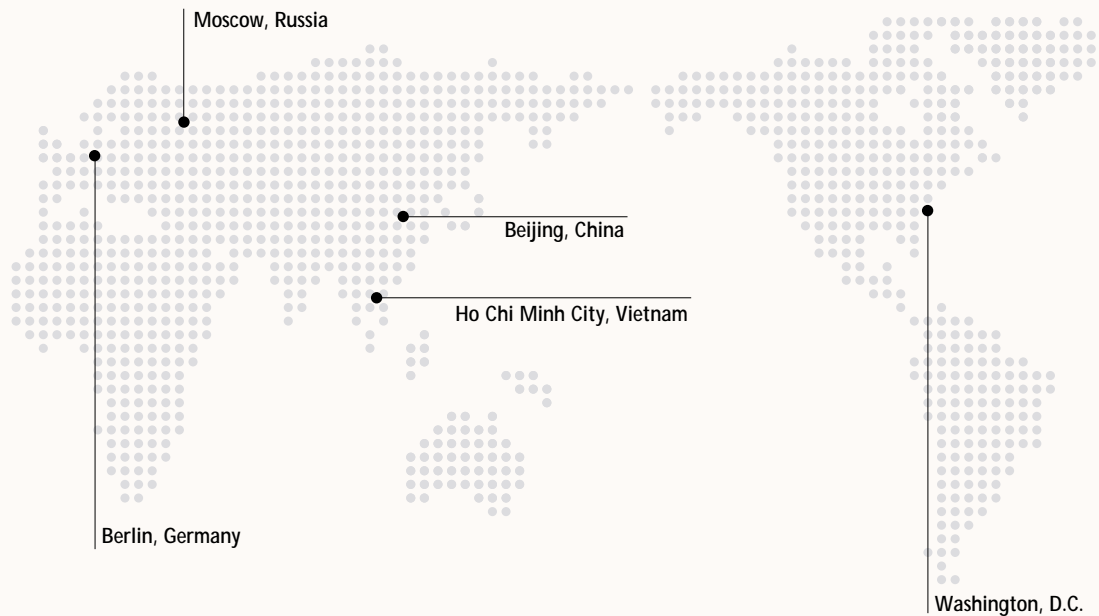 Moscow, Russia
Beijing, China
Ho Chi Minh City, Vietnam
Berlin, Germany
Washington, D.C.